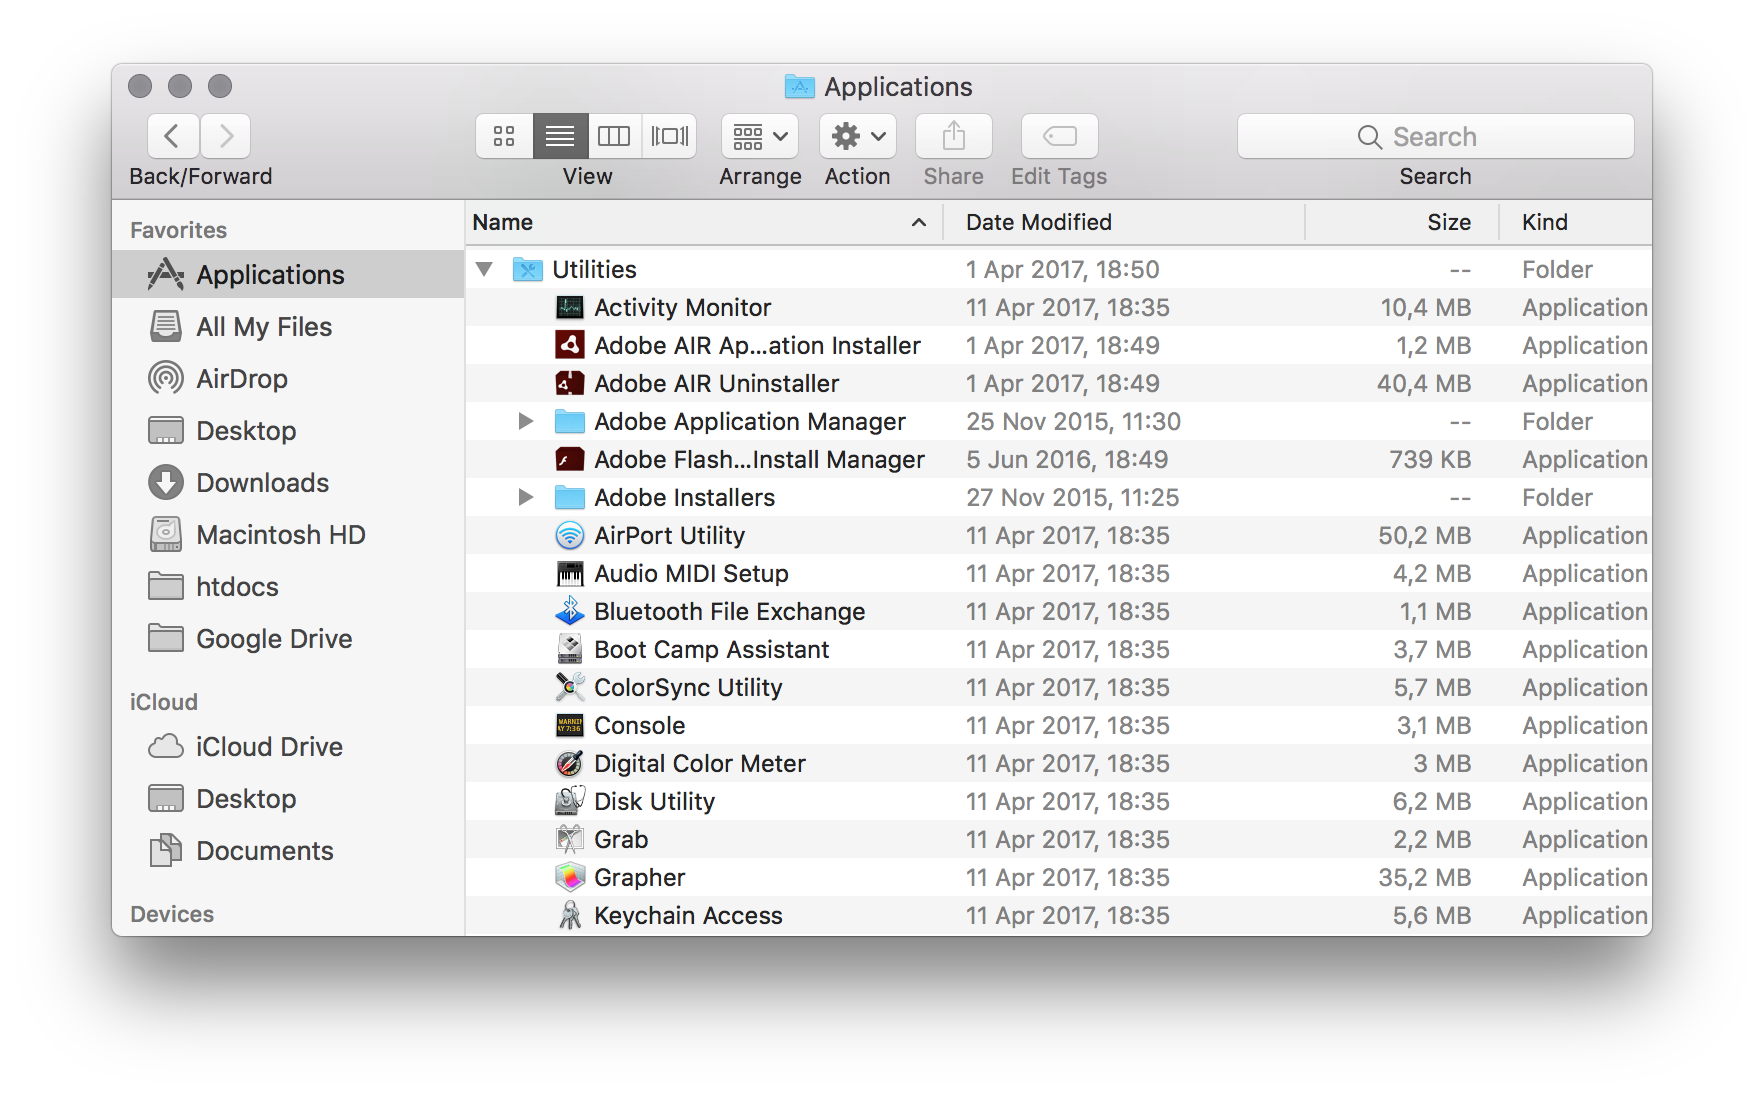 Applications
Back/Forward
View
Arrange
Action
Share
Edit Tags
Search
Search
Name
Date Modified
Size
Kind
Favorites
Applications
All My Files
AirDrop
Desktop
Downloads
Macintosh HD
htdocs
Google Drive
iCloud
iCloud Drive
Desktop
Documents
Devices
Utilities 1 Apr 2017, 18:50 -- Folder
Activity Monitor 11 Apr 2017, 18:35 10,4 MB Application
Adobe AIR Ap...ation Installer 1 Apr 2017, 18:49 1,2 MB Application
Adobe AIR Uninstaller 1 Apr 2017, 18:49 40,4 MB Application
Adobe Application Manager 25 Nov 2015, 11:30 -- Folder
Adobe Flash...Install Manager 5 Jun 2016, 18:49 739 KB Application
Adobe Installers 27 Nov 2015, 11:25 -- Folder
AirPort Utility 11 Apr 2017, 18:35 50,2 MB Application
Audio MIDI Setup 11 Apr 2017, 18:35 4,2 MB Application
Bluetooth File Exchange 11 Apr 2017, 18:35 1,1 MB Application
Boot Camp Assistant 11 Apr 2017, 18:35 3,7 MB Application
ColorSync Utility 11 Apr 2017, 18:35 5,7 MB Application
Console 11 Apr 2017, 18:35 3,1 MB Application
Digital Color Meter 11 Apr 2017, 18:35 3 MB Application
Disk Utility 11 Apr 2017, 18:35 6,2 MB Application
Grab 11 Apr 2017, 18:35 2,2 MB Application
Grapher 11 Apr 2017, 18:35 35,2 MB Application
Keychain Access 11 Apr 2017, 18:35 5,6 MB Application